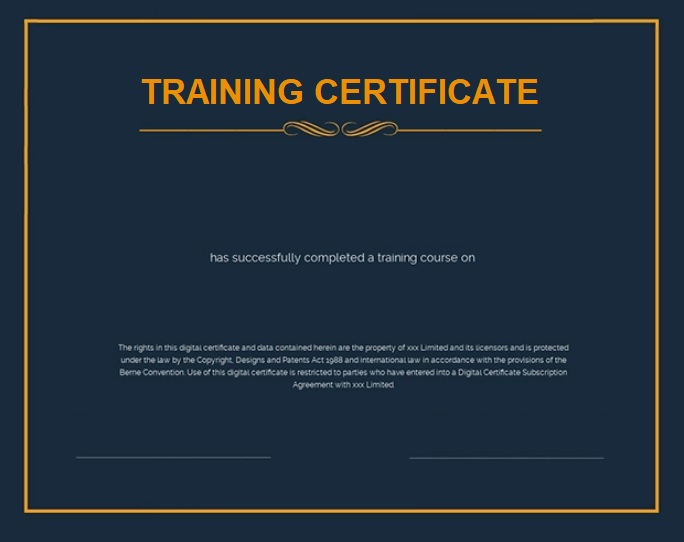 TRAINING CERTIFICATE
has successfully completed a training course on
The rights in this digital certificate and data contained herein are the property of xxx Limited and its licensors and is protected
under the law by the Copyright, Designs and Patents Act 1988 and international law in accordance with the provisions of the
Berne Convention. Use of this digital certificate is restricted to parties who have entered into a Digital Certificate Subscription
Agreement with xxx Limited